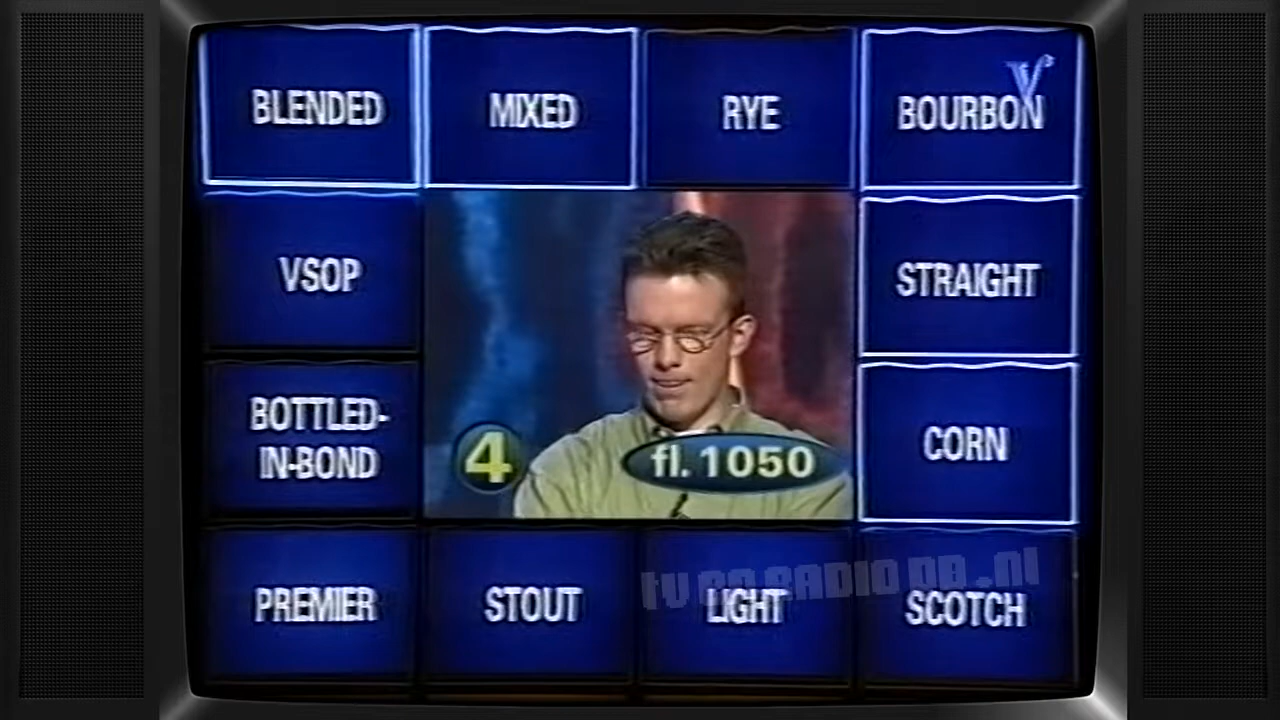 BLENDED
MIXED
RYE
BOURBON
V
VSOP
STRAIGHT
BOTTLED-
IN-BOND
CORN
4
fl. 1050
PREMIER
STOUT
LIGHT
SCOTCH